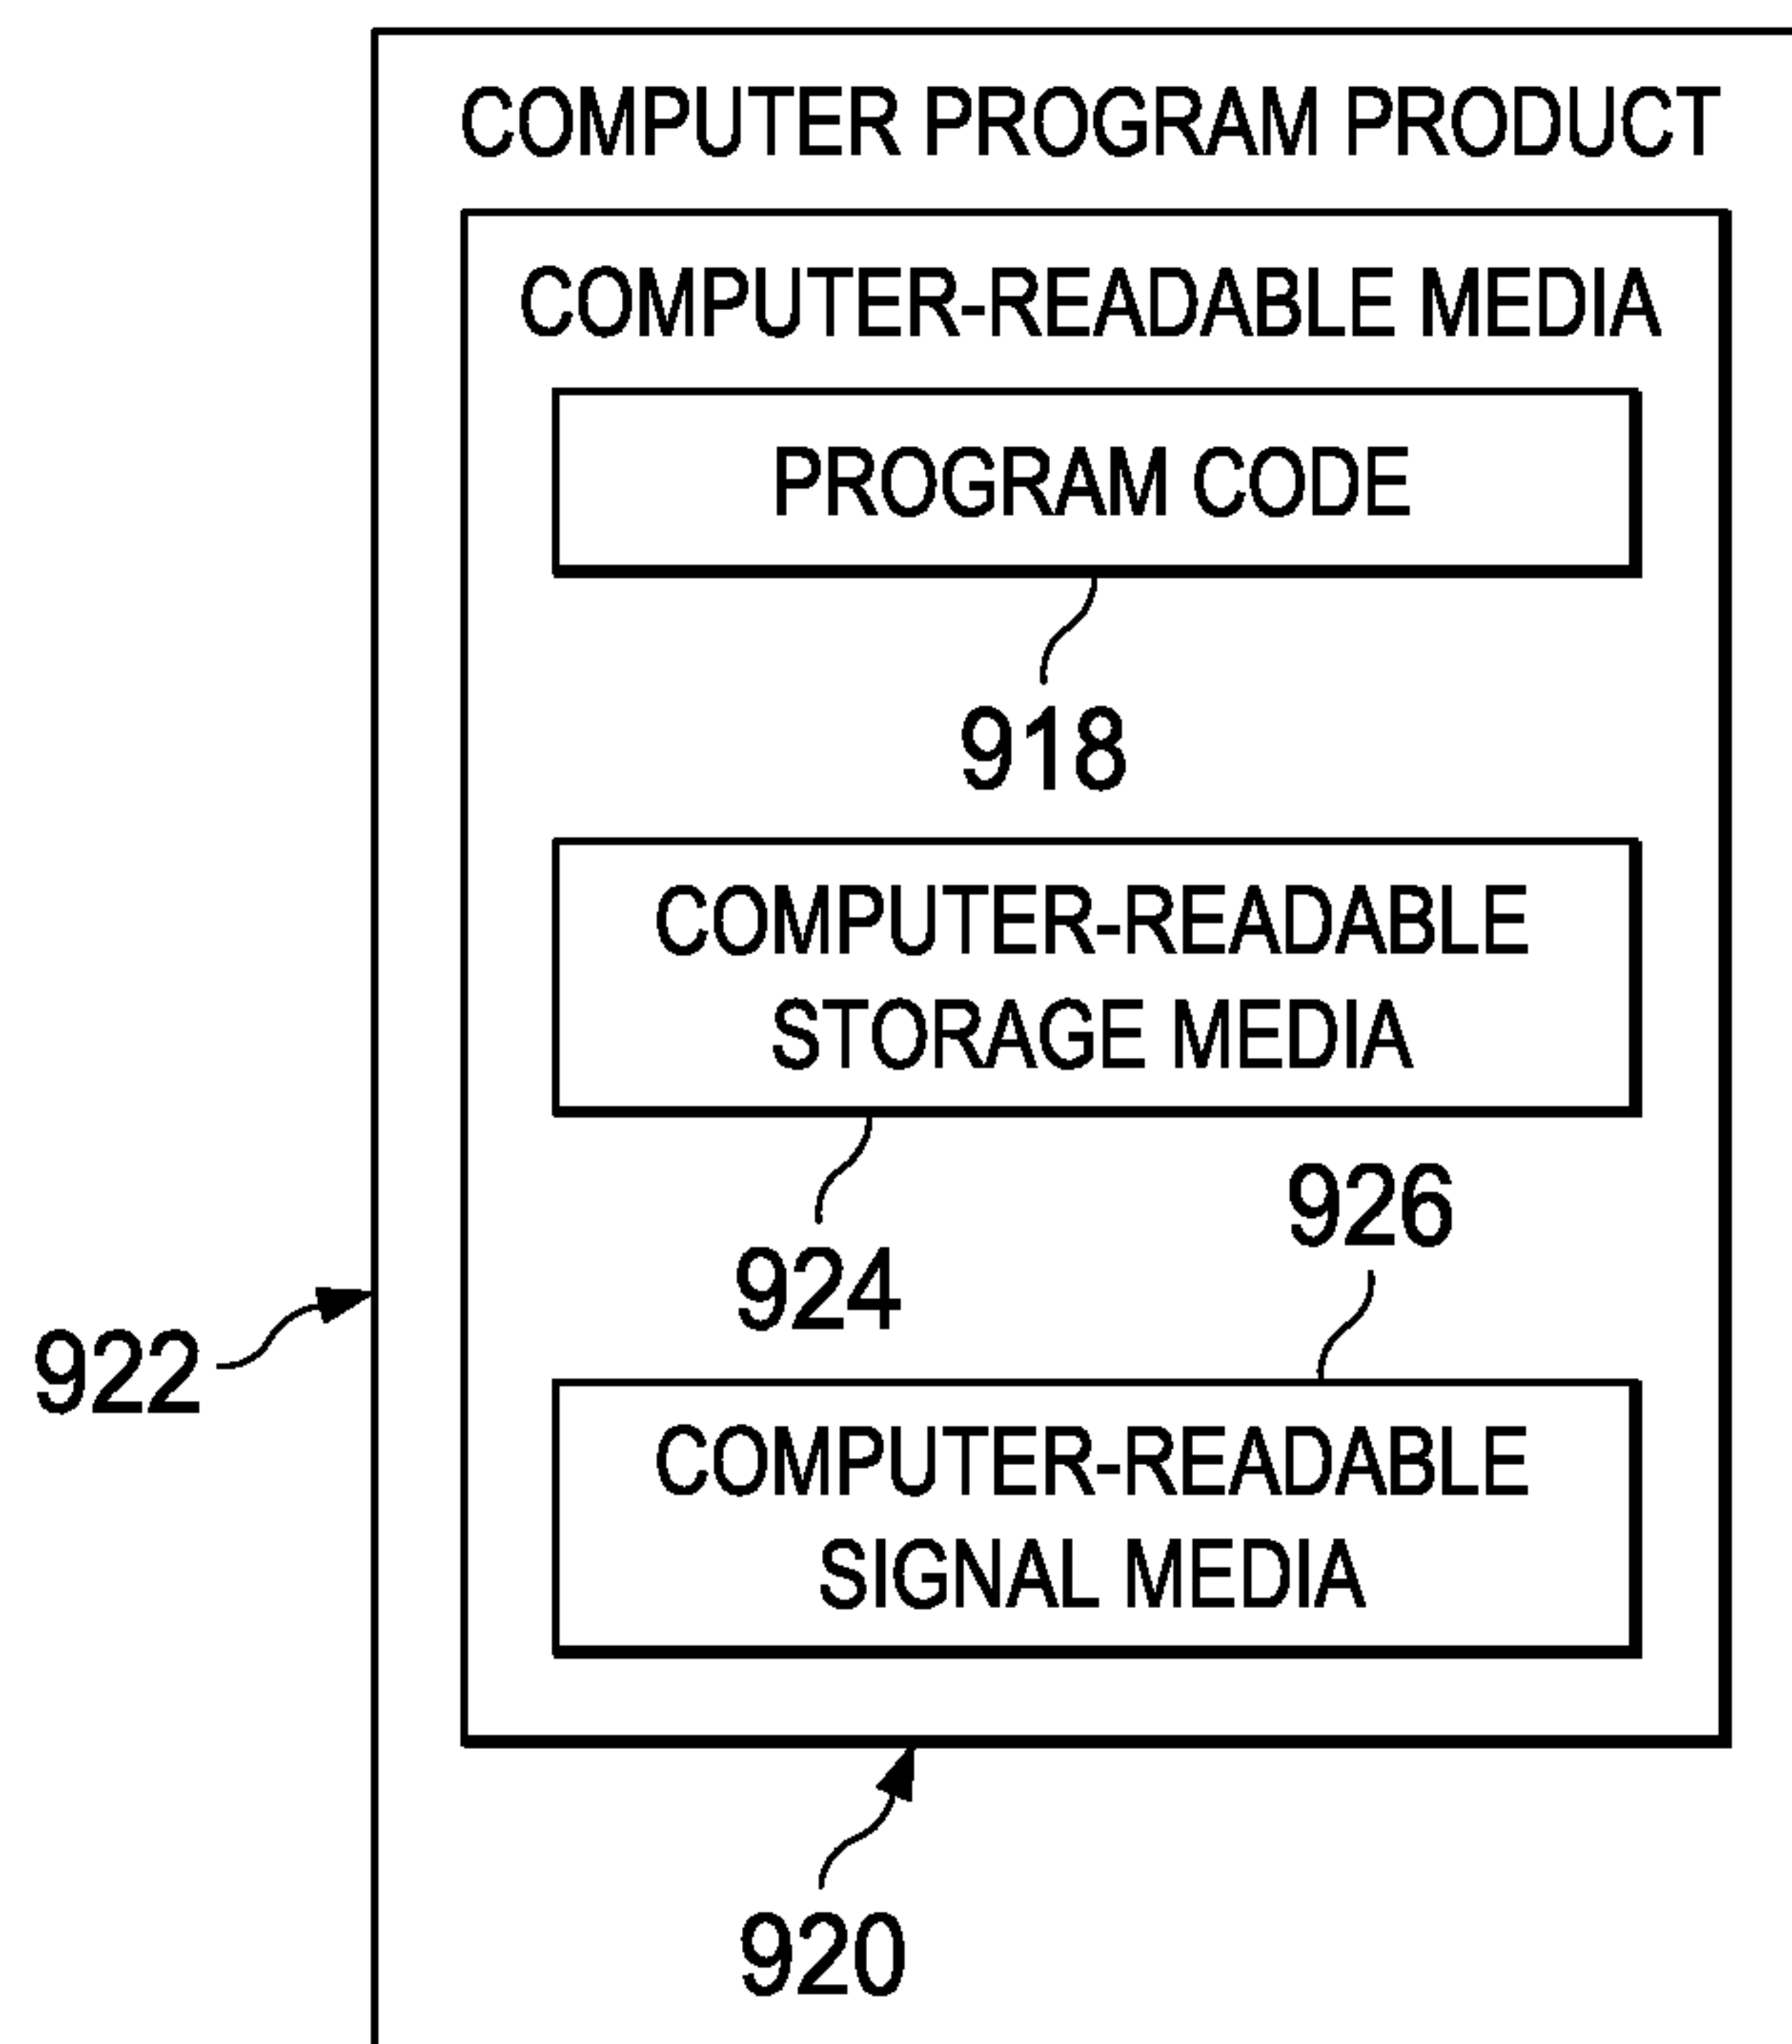 COMPUTER PROGRAM PRODUCT
COMPUTER-READABLE MEDIA
PROGRAM CODE
918
COMPUTER-READABLE
STORAGE MEDIA
924
926
922
COMPUTER-READABLE
SIGNAL MEDIA
920